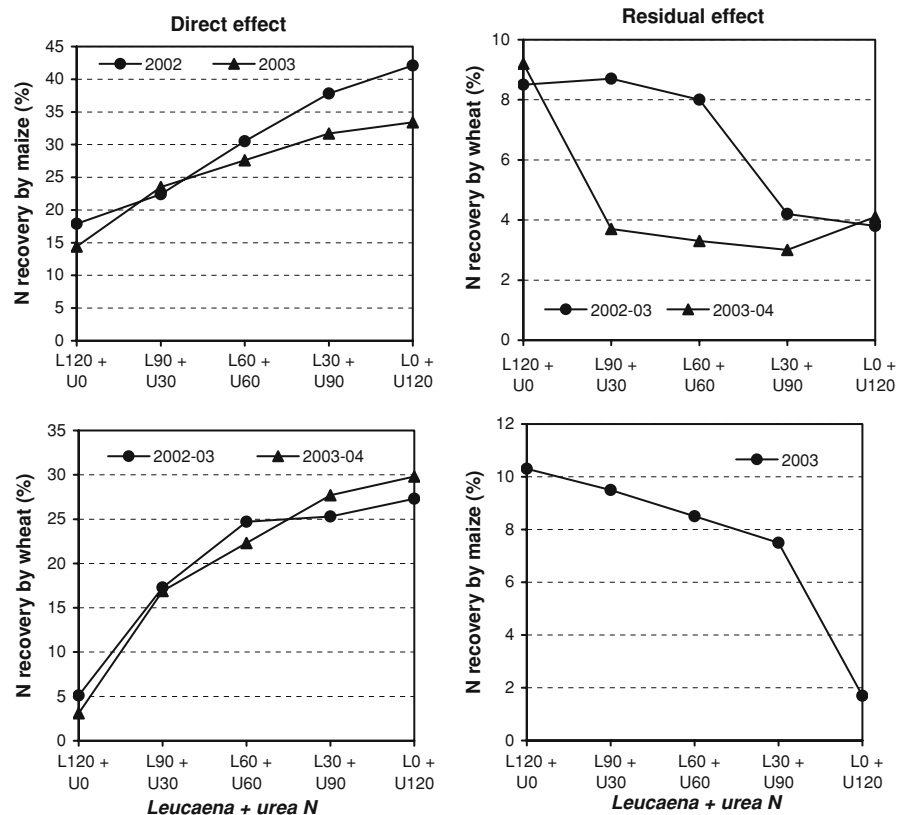 Direct effect
N recovery by maize (%)
50
45
40
35
30
25
20
15
10
5
0
2002
2003
L120 + L90 + L60 + L30 + L0 +
U0 U30 U60 U90 U120
Residual effect
N recovery by wheat (%)
10
8
6
4
2
0
2002-03
2003-04
L120 + L90 + L60 + L30 + L0 +
U0 U30 U60 U90 U120
N recovery by wheat (%)
35
30
25
20
15
10
5
0
2002-03
2003-04
L120 + L90 + L60 + L30 + L0 +
U0 U30 U60 U90 U120
Leucaena + urea N
N recovery by maize (%)
12
10
8
6
4
2
0
2003
L120 + L90 + L60 + L30 + L0 +
U0 U30 U60 U90 U120
Leucaena + urea N